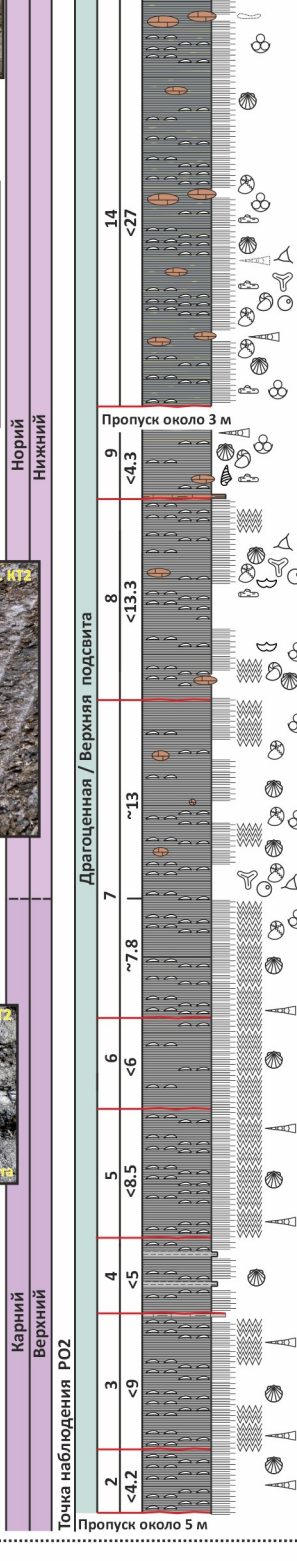 14
<27
Пропуск около 3 м
Норий
Нижний
9
<4.3
КТ2
8
<13.3
Драгоценная / Верхняя подсвита
~13
7
~7.8
6
<6
5
<8.5
4
<5
Карний
Верхний
3
<9
Точка наблюдения РО2
2
<4.2
Пропуск около 5 м